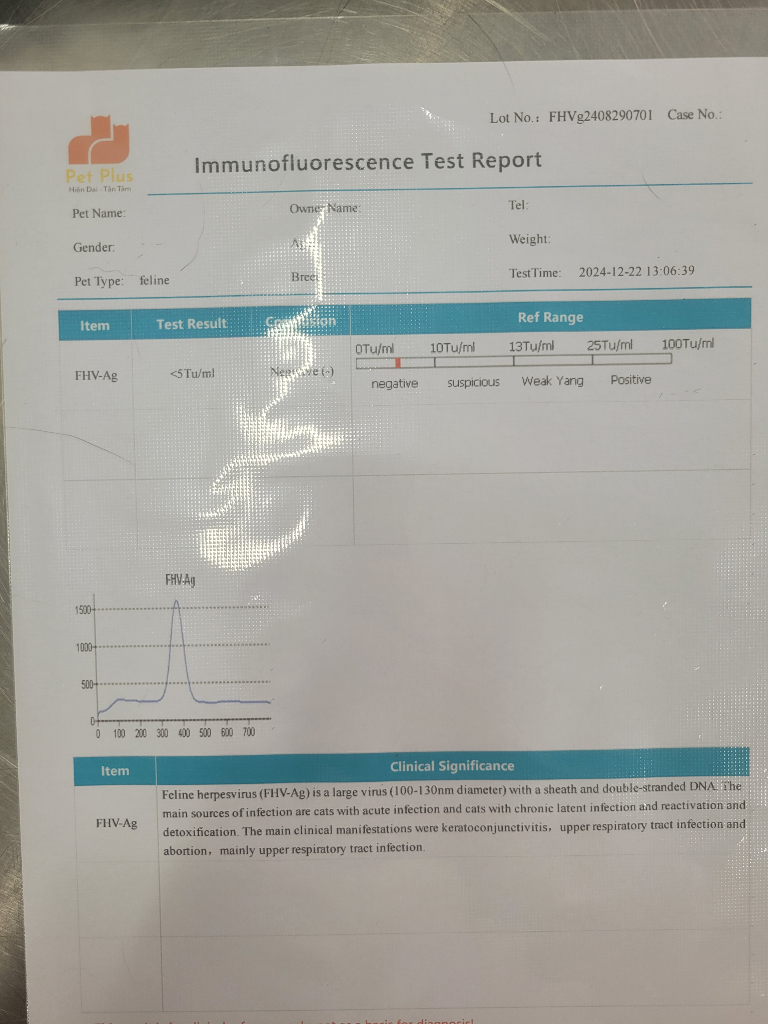 Lot No.: FHVg2408290701 Case No.:
Pet Plus
Hiện Đại - Tận Tâm
Immunofluorescence Test Report
Pet Name: Owner Name: Tel:
Gender: Weight:
Pet Type: feline TestTime: 2024-12-22 13:06:39
Item Test Result Ref Range
0Tu/ml 10Tu/ml 13Tu/ml 25Tu/ml 100Tu/ml
FHV-Ag <5Tu/ml Negative (-)
negative suspicious Weak Yang Positive
FHV-Ag
1500
1000
500
0
0 100 200 300 400 500 600 700
Item Clinical Significance
Feline herpesvirus (FHV-Ag) is a large virus (100-130nm diameter) with a sheath and double-stranded DNA. The
main sources of infection are cats with acute infection and cats with chronic latent infection and reactivation and
FHV-Ag
detoxification. The main clinical manifestations were keratoconjunctivitis, upper respiratory tract infection and
abortion, mainly upper respiratory tract infection.